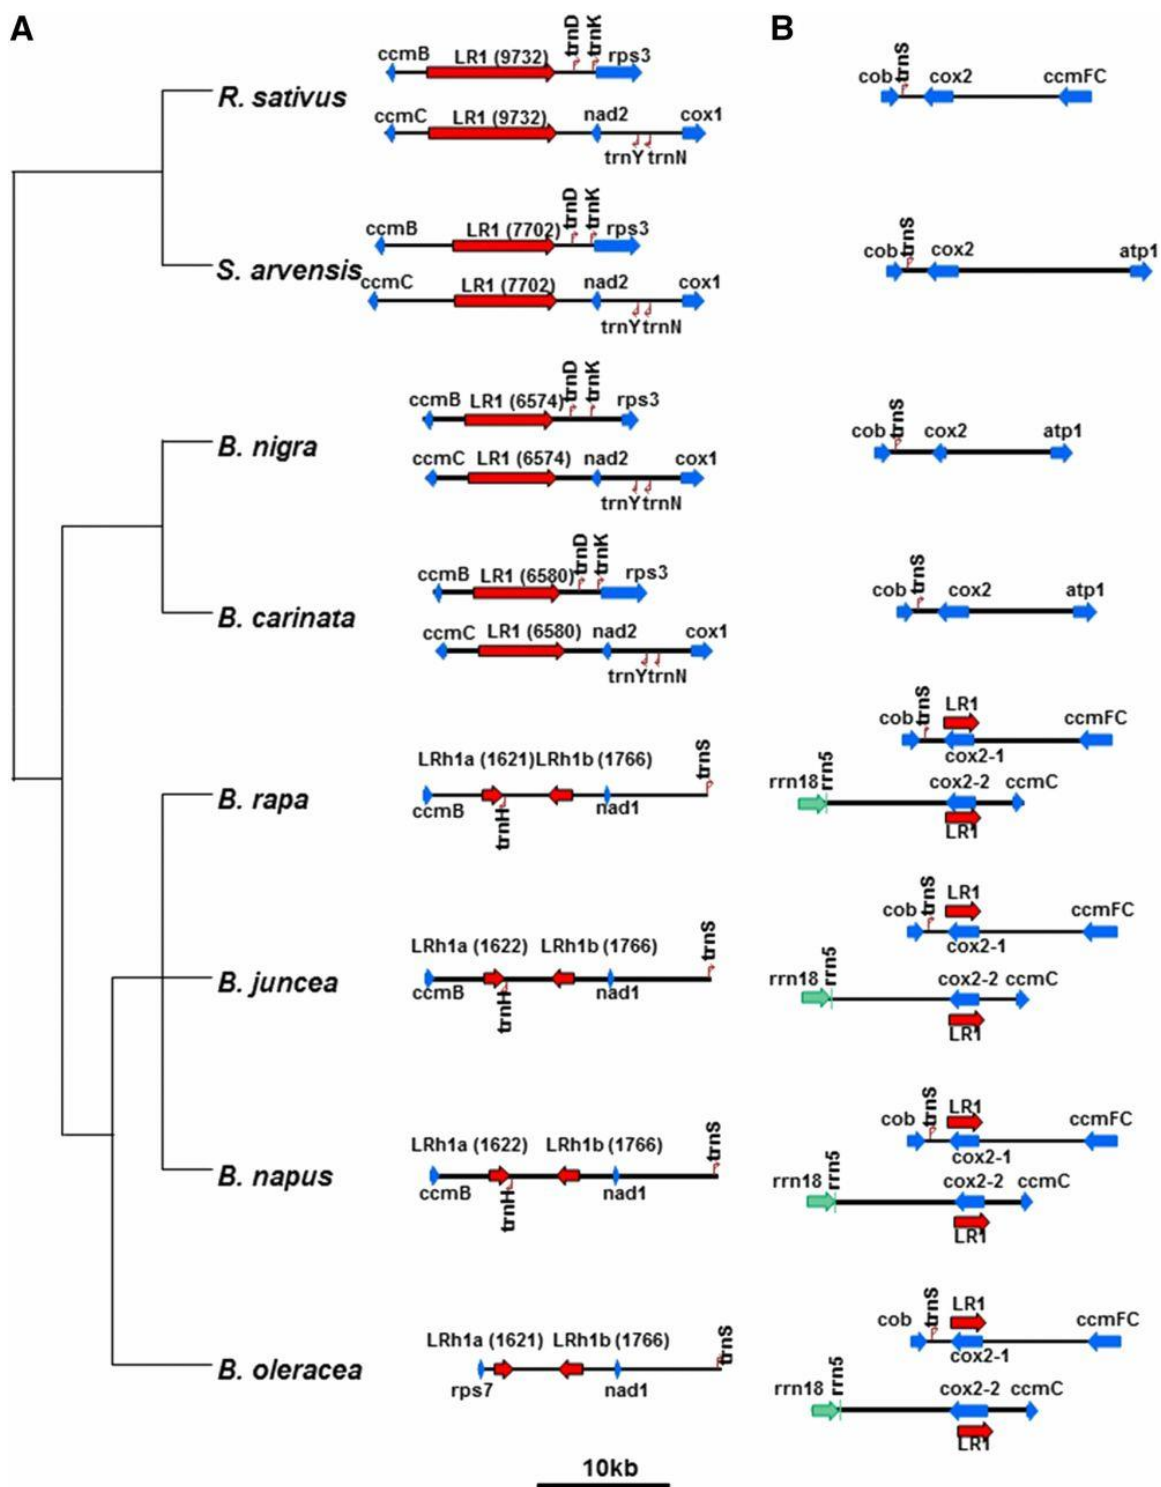 A
B
trnD
trnK
ccmB
LR1 (9732)
rps3
R. sativus
ccmC
LR1 (9732)
nad2
cox1
trnY
trnN
cob
trnS
cox2
ccmFC
trnD
trnK
ccmB
LR1 (7702)
rps3
S. arvensis
ccmC
LR1 (7702)
nad2
cox1
trnY
trnN
cob
trnS
cox2
atp1
trnD
trnK
ccmB
LR1 (6574)
rps3
B. nigra
ccmC
LR1 (6574)
nad2
cox1
trnY
trnN
cob
trnS
cox2
atp1
trnD
trnK
ccmB
LR1 (6580)
rps3
B. carinata
ccmC
LR1 (6580)
nad2
cox1
trnY
trnN
cob
trnS
cox2
atp1
LRh1a (1621)
LRh1b (1766)
trnS
B. rapa
ccmB
trnH
nad1
cob
trnS
LR1
ccmFC
cox2-1
rrn18
rrn5
cox2-2
ccmC
LR1
LRh1a (1622)
LRh1b (1766)
trnS
B. juncea
ccmB
trnH
nad1
cob
trnS
LR1
ccmFC
cox2-1
rrn18
rrn5
cox2-2
ccmC
LR1
LRh1a (1622)
LRh1b (1766)
trnS
B. napus
ccmB
trnH
nad1
cob
trnS
LR1
ccmFC
cox2-1
rrn18
rrn5
cox2-2
ccmC
LR1
LRh1a (1621)
LRh1b (1766)
trnS
B. oleracea
rps7
nad1
cob
trnS
LR1
ccmFC
cox2-1
rrn18
rrn5
cox2-2
ccmC
LR1
10kb